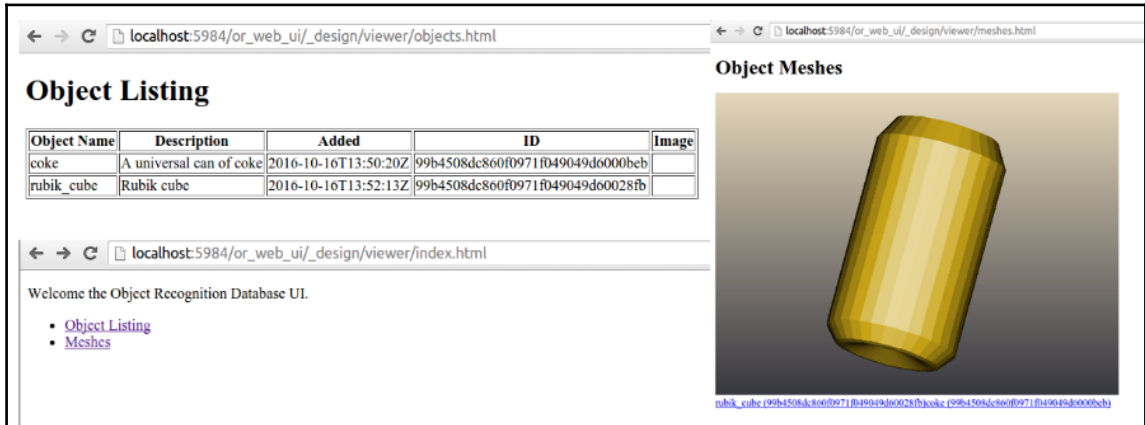 localhost:5984/or_web_ui/_design/viewer/objects.html
Object Listing
Object Name Description Added ID Image
coke A universal can of coke 2016-10-16T13:50:20Z 99b4508dc860f0971f049049d6000beb
rubik_cube Rubik cube 2016-10-16T13:52:13Z 99b4508dc860f0971f049049d60028fb
localhost:5984/or_web_ui/_design/viewer/index.html
Welcome the Object Recognition Database UI.
• Object Listing
• Meshes
localhost:5984/or_web_ui/_design/viewer/meshes.html
Object Meshes
rubik_cube (99b4508dc860f0971f049049d60028fb)coke (99b4508dc860f0971f049049d6000beb)